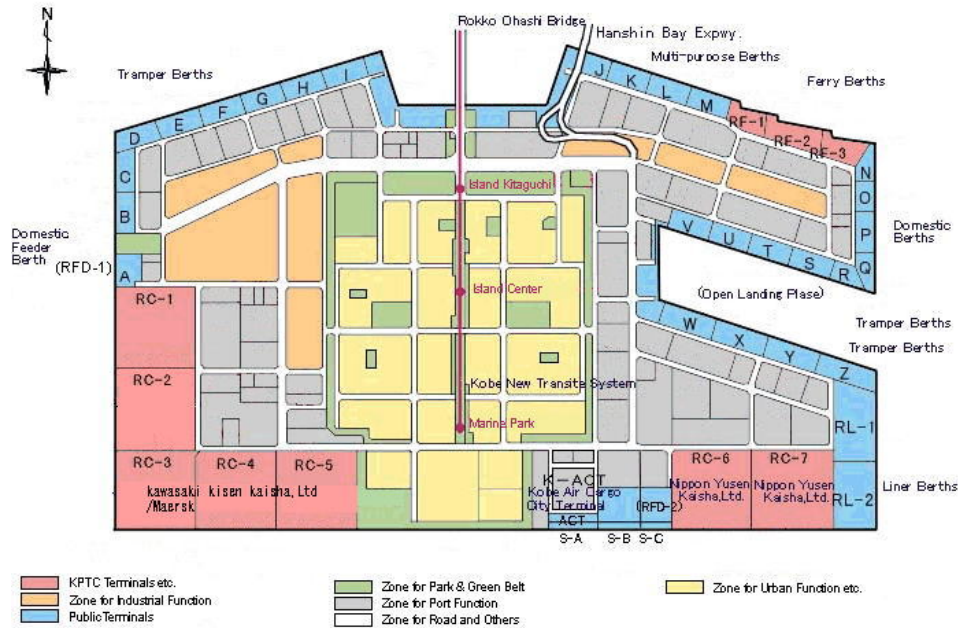 N
Rokko Ohashi Bridge
Hanshin Bay Expwy.
Multi-purpose Berths
Tramper Berths
Ferry Berths
I
H
G
F
E
D
C
B
A
J
K
L
M
RF-1
RF-2
RF-3
N
O
P
Q
R
S
T
U
V
Island Kitaguchi
Domestic
Feeder
Berth
(RFD-1)
Domestic
Berths
Island Center
(Open Landing Plase)
RC-1
Tramper Berths
Tramper Berths
W
X
Y
Z
RC-2
Kobe New Transite System
Marine Park
RL-1
RC-3
RC-4
RC-5
K-ACT
RC-6
RC-7
kawasaki kisen kaisha,Ltd
/Maersk
Kobe Air Cargo
City Terminal
Nippon Yusen
Kaisha,Ltd.
Nippon Yusen
Kaisha,Ltd.
RL-2
Liner Berths
(RFD-2)
ACT
S-A
S-B
S-C
KPTC Terminals etc.
Zone for Industrial Function
Public Terminals
Zone for Park & Green Belt
Zone for Port Function
Zone for Road and Others
Zone for Urban Function etc.